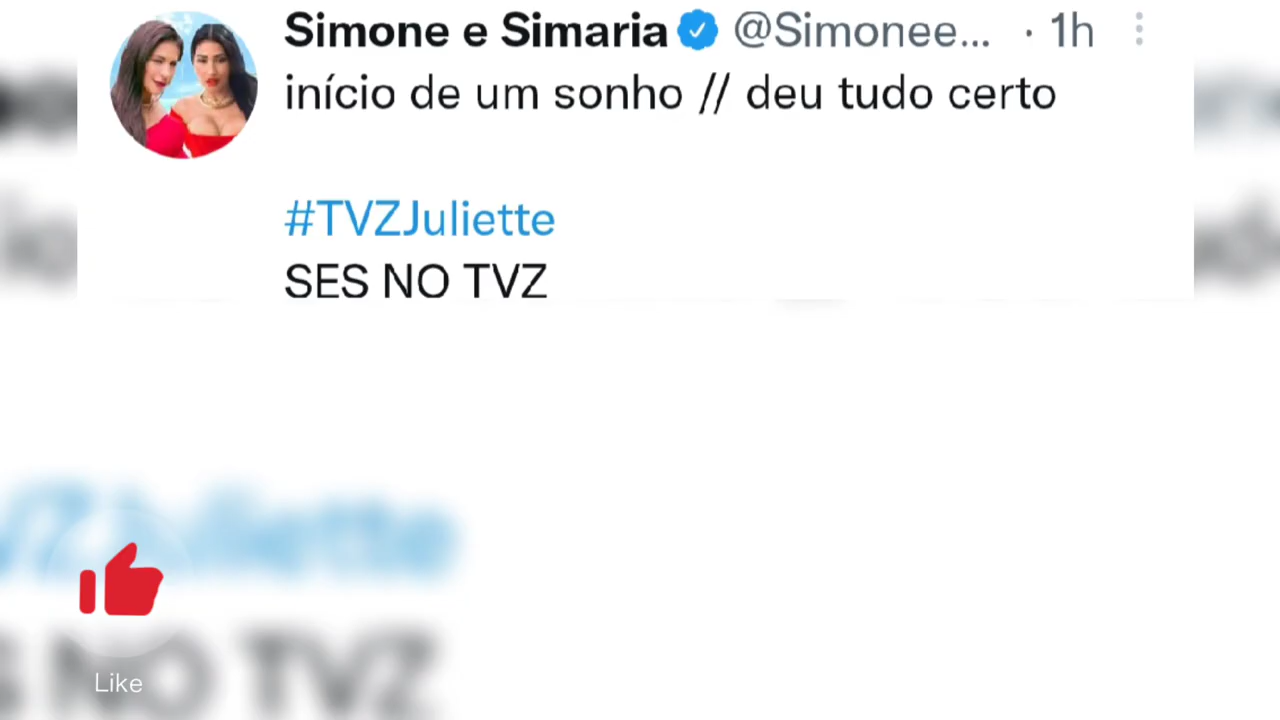 Simone e Simaria @Simonee... · 1h
início de um sonho // deu tudo certo
#TVZJuliette
SES NO TVZ
Like